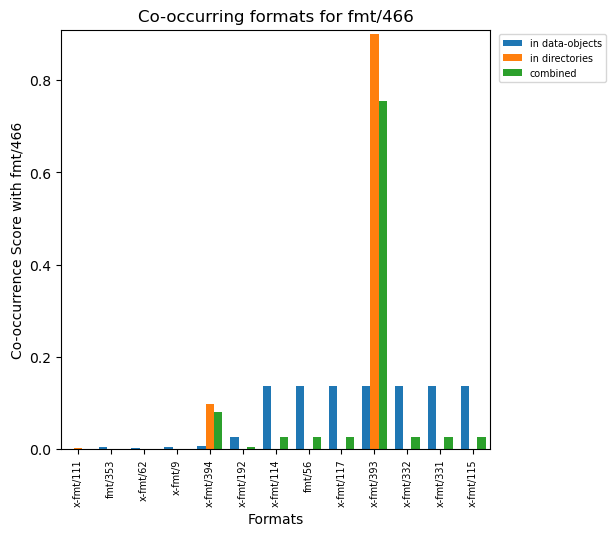 Co-occurring formats for fmt/466
in data-objects
in directories
combined
Co-occurrence Score with fmt/466
0.8
0.6
0.4
0.2
0.0
x-fmt/111
fmt/353
x-fmt/62
x-fmt/9
x-fmt/394
x-fmt/192
x-fmt/114
fmt/56
x-fmt/117
x-fmt/393
x-fmt/332
x-fmt/331
x-fmt/115
Formats